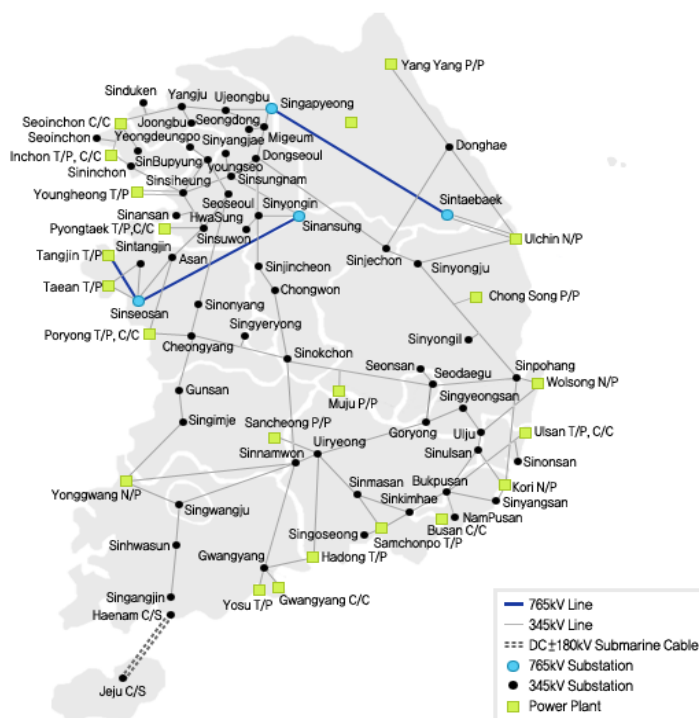 Yang Yang P/P
Sinduken
Yangju
Ujeongbu
Singapyeong
Seoinchon C/C
Joongbu
Seongdong
Seoinchon
Yeongdeungpo
Sinyangjae
Migeum
Donghae
Inchon T/P, C/C
SinBupyung
youngseo
Dongseoul
Sininchon
Sinsiheung
Sinsungnam
Youngheong T/P
Seoseoul
Sinyongin
Sintaebaek
Sinansan
HwaSung
Sinansung
Pyongtaek T/P,C/C
Sinsuwon
Ulchin N/P
Tangjin T/P
Sintangjin
Asan
Sinjechon
Sinyongju
Sinjincheon
Taean T/P
Chongwon
Chong Song P/P
Sinseosan
Sinonyang
Singyeryong
Poryong T/P, C/C
Cheongyang
Sinyongil
Sinokchon
Seonsan
Seodaegu
Sinpohang
Wolsong N/P
Gunsan
Muju P/P
Singyeongsan
Singimje
Sancheong P/P
Goryong
Ulju
Ulsan T/P, C/C
Uiryeong
Sinulsan
Sinnamwon
Sinonsan
Yonggwang N/P
Sinmasan
Bukpusan
Kori N/P
Sinkimhae
Sinyangsan
Singwangju
Singoseong
NamPusan
Busan C/C
Samchonpo T/P
Sinhwasun
Gwangyang
Hadong T/P
Singangjin
Yosu T/P
Gwangyang C/C
Haenam C/S
Jeju C/S
765kV Line
345kV Line
DC±180kV Submarine Cable
765kV Substation
345kV Substation
Power Plant